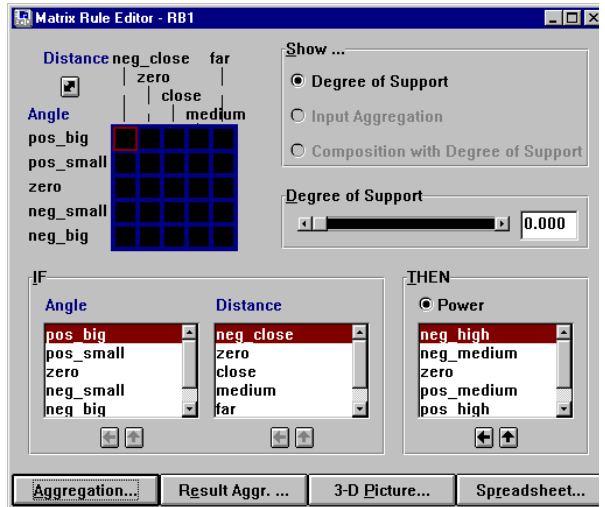 Matrix Rule Editor - RB1
Distance neg_close far
zero
close
Angle medium
pos_big
pos_small
zero
neg_small
neg_big
Show ...
Degree of Support
Input Aggregation
Composition with Degree of Support
Degree of Support
0.000
IF
Angle
pos_big
pos_small
zero
neg_small
neg_big
Distance
neg_close
zero
close
medium
far
THEN
Power
neg_high
neg_medium
zero
pos_medium
pos_high
Aggregation... Result Aggr. ... 3-D Picture... Spreadsheet...